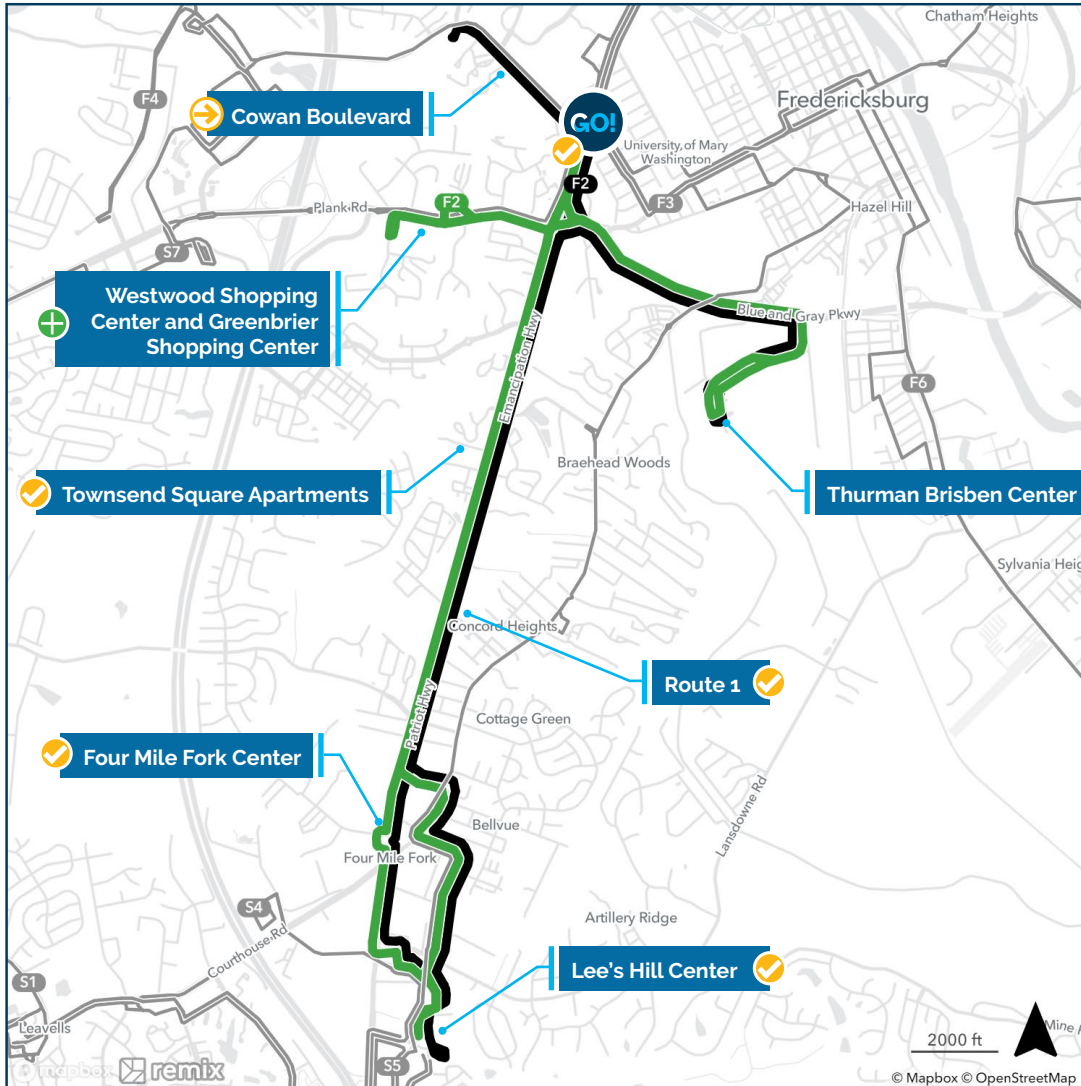 Chatham Heights
F4
Cowan Boulevard
GO!
Fredericksburg
University of Mary
Washington
F2
F3
Plank Rd
F2
Hazel Hill
S7
Westwood Shopping
Center and Greenbrier
Shopping Center
Blue and Gray Pkwy
Emancipation Hwy
F6
Braehead Woods
Townsend Square Apartments
Thurman Brisben Center
Sylvania Heig
Concord Heights
Route 1
Patriot Hwy
Cottage Green
Four Mile Fork Center
Lansdowne Rd
Bellvue
Four Mile Fork
S4
Artillery Ridge
Courthouse Rd
Lee's Hill Center
S1
Leavells
Mine
2000 ft
S5
mapbox remix
© Mapbox © OpenStreetMap